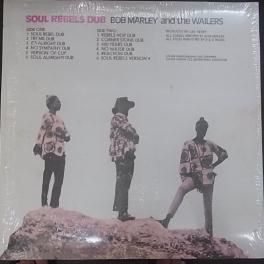 SOUL REBELS DUB BOB MARLEY and the WAILERS
SIDE ONE
1 SOUL REBEL DUB
2 TRY ME DUB
3 IT'S ALRIGHT DUB
4 NO SYMPATHY DUB
5 VERSION OF CUP
6 SOUL ALMIGHTY DUB
SIDE TWO
1 REBELS HOP DUB
2 CORNER STONE DUB
3 400 YEARS DUB
4 NO WATER DUB
5 REACTION DUB
6 SOUL REBELS VERSION 4
PRODUCED BY LEE PERRY